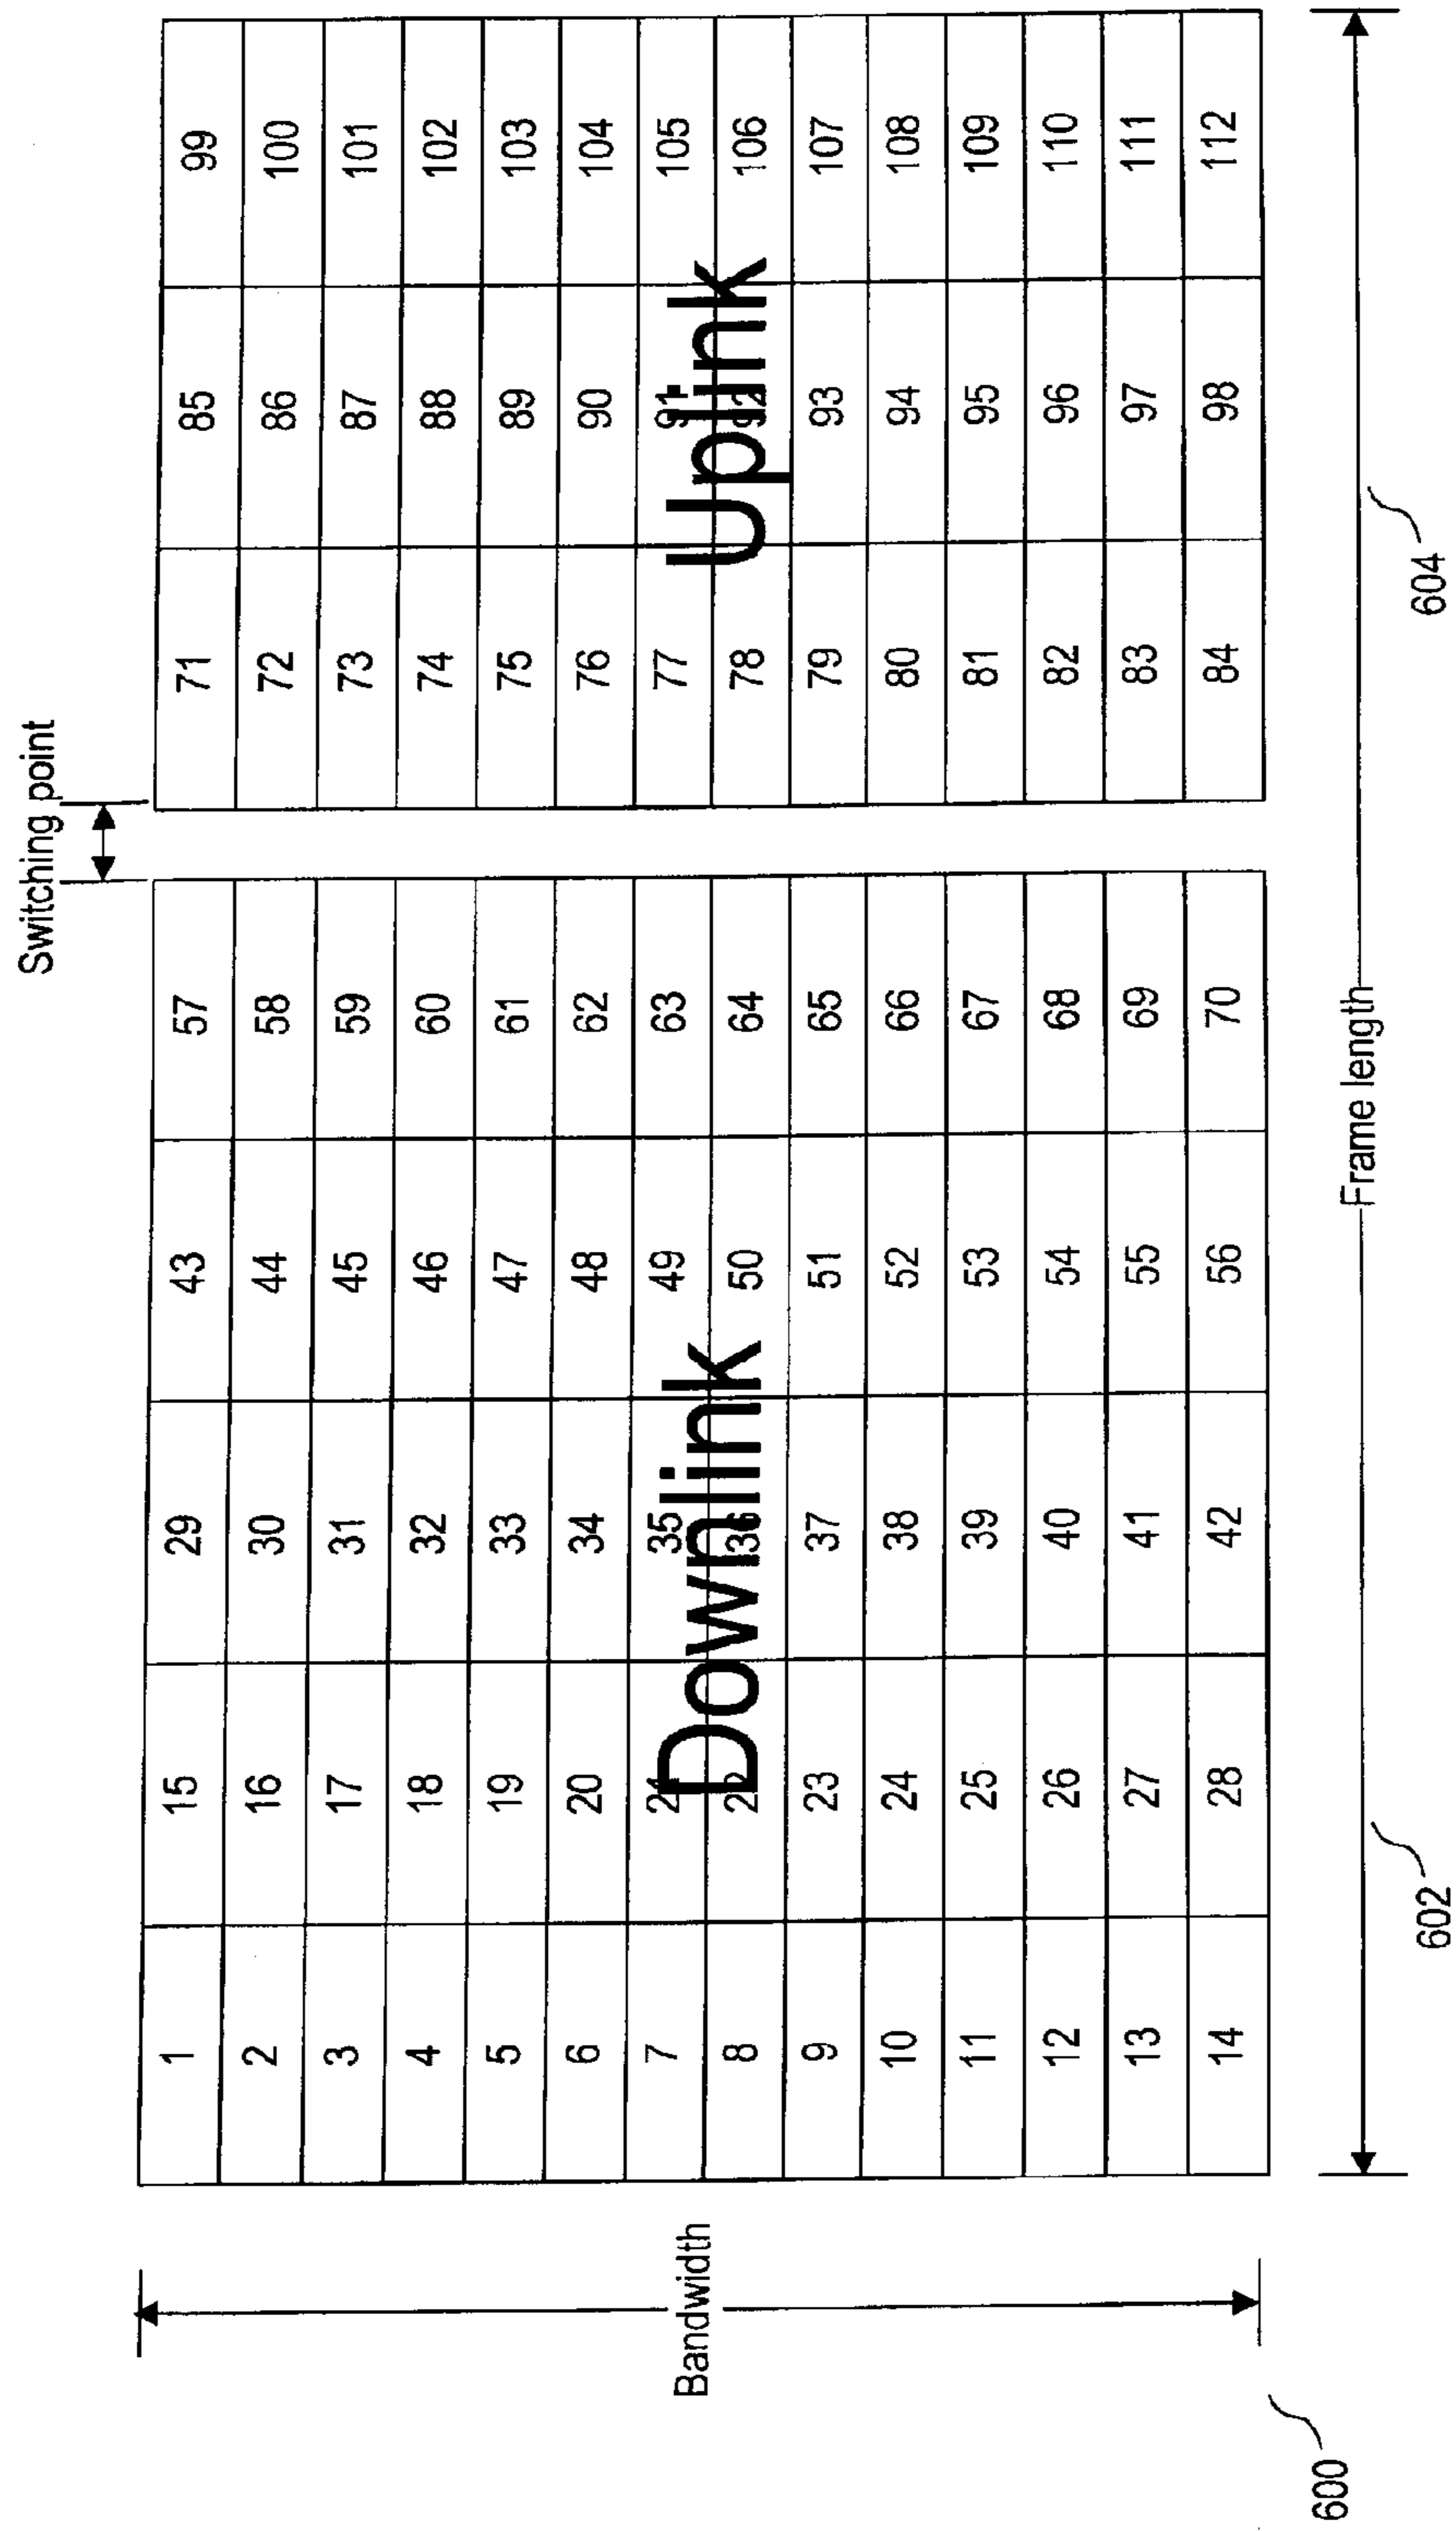 Switching point
1 15 29 43 57 71 85 99
2 16 30 44 58 72 86 100
3 17 31 45 59 73 87 101
4 18 32 46 60 74 88 102
5 19 33 47 61 75 89 103
6 20 34 48 62 76 90 104
7 21 35 49 63 77 91 105
8 22 36 50 64 78 92 106
9 23 37 51 65 79 93 107
10 24 38 52 66 80 94 108
11 25 39 53 67 81 95 109
12 26 40 54 68 82 96 110
13 27 41 55 69 83 97 111
14 28 42 56 70 84 98 112
Downlink
Uplink
Bandwidth
Frame length
600
602
604